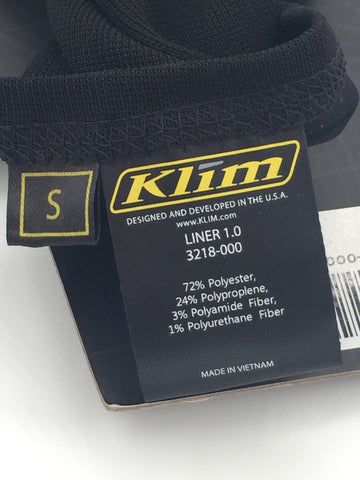 S
Klim
DESIGNED AND DEVELOPED IN THE U.S.A.
www.KLIM.com
LINER 1.0
3218-000
72% Polyester,
24% Polyproplene,
3% Polyamide Fiber,
1% Polyurethane Fiber
MADE IN VIETNAM
000-